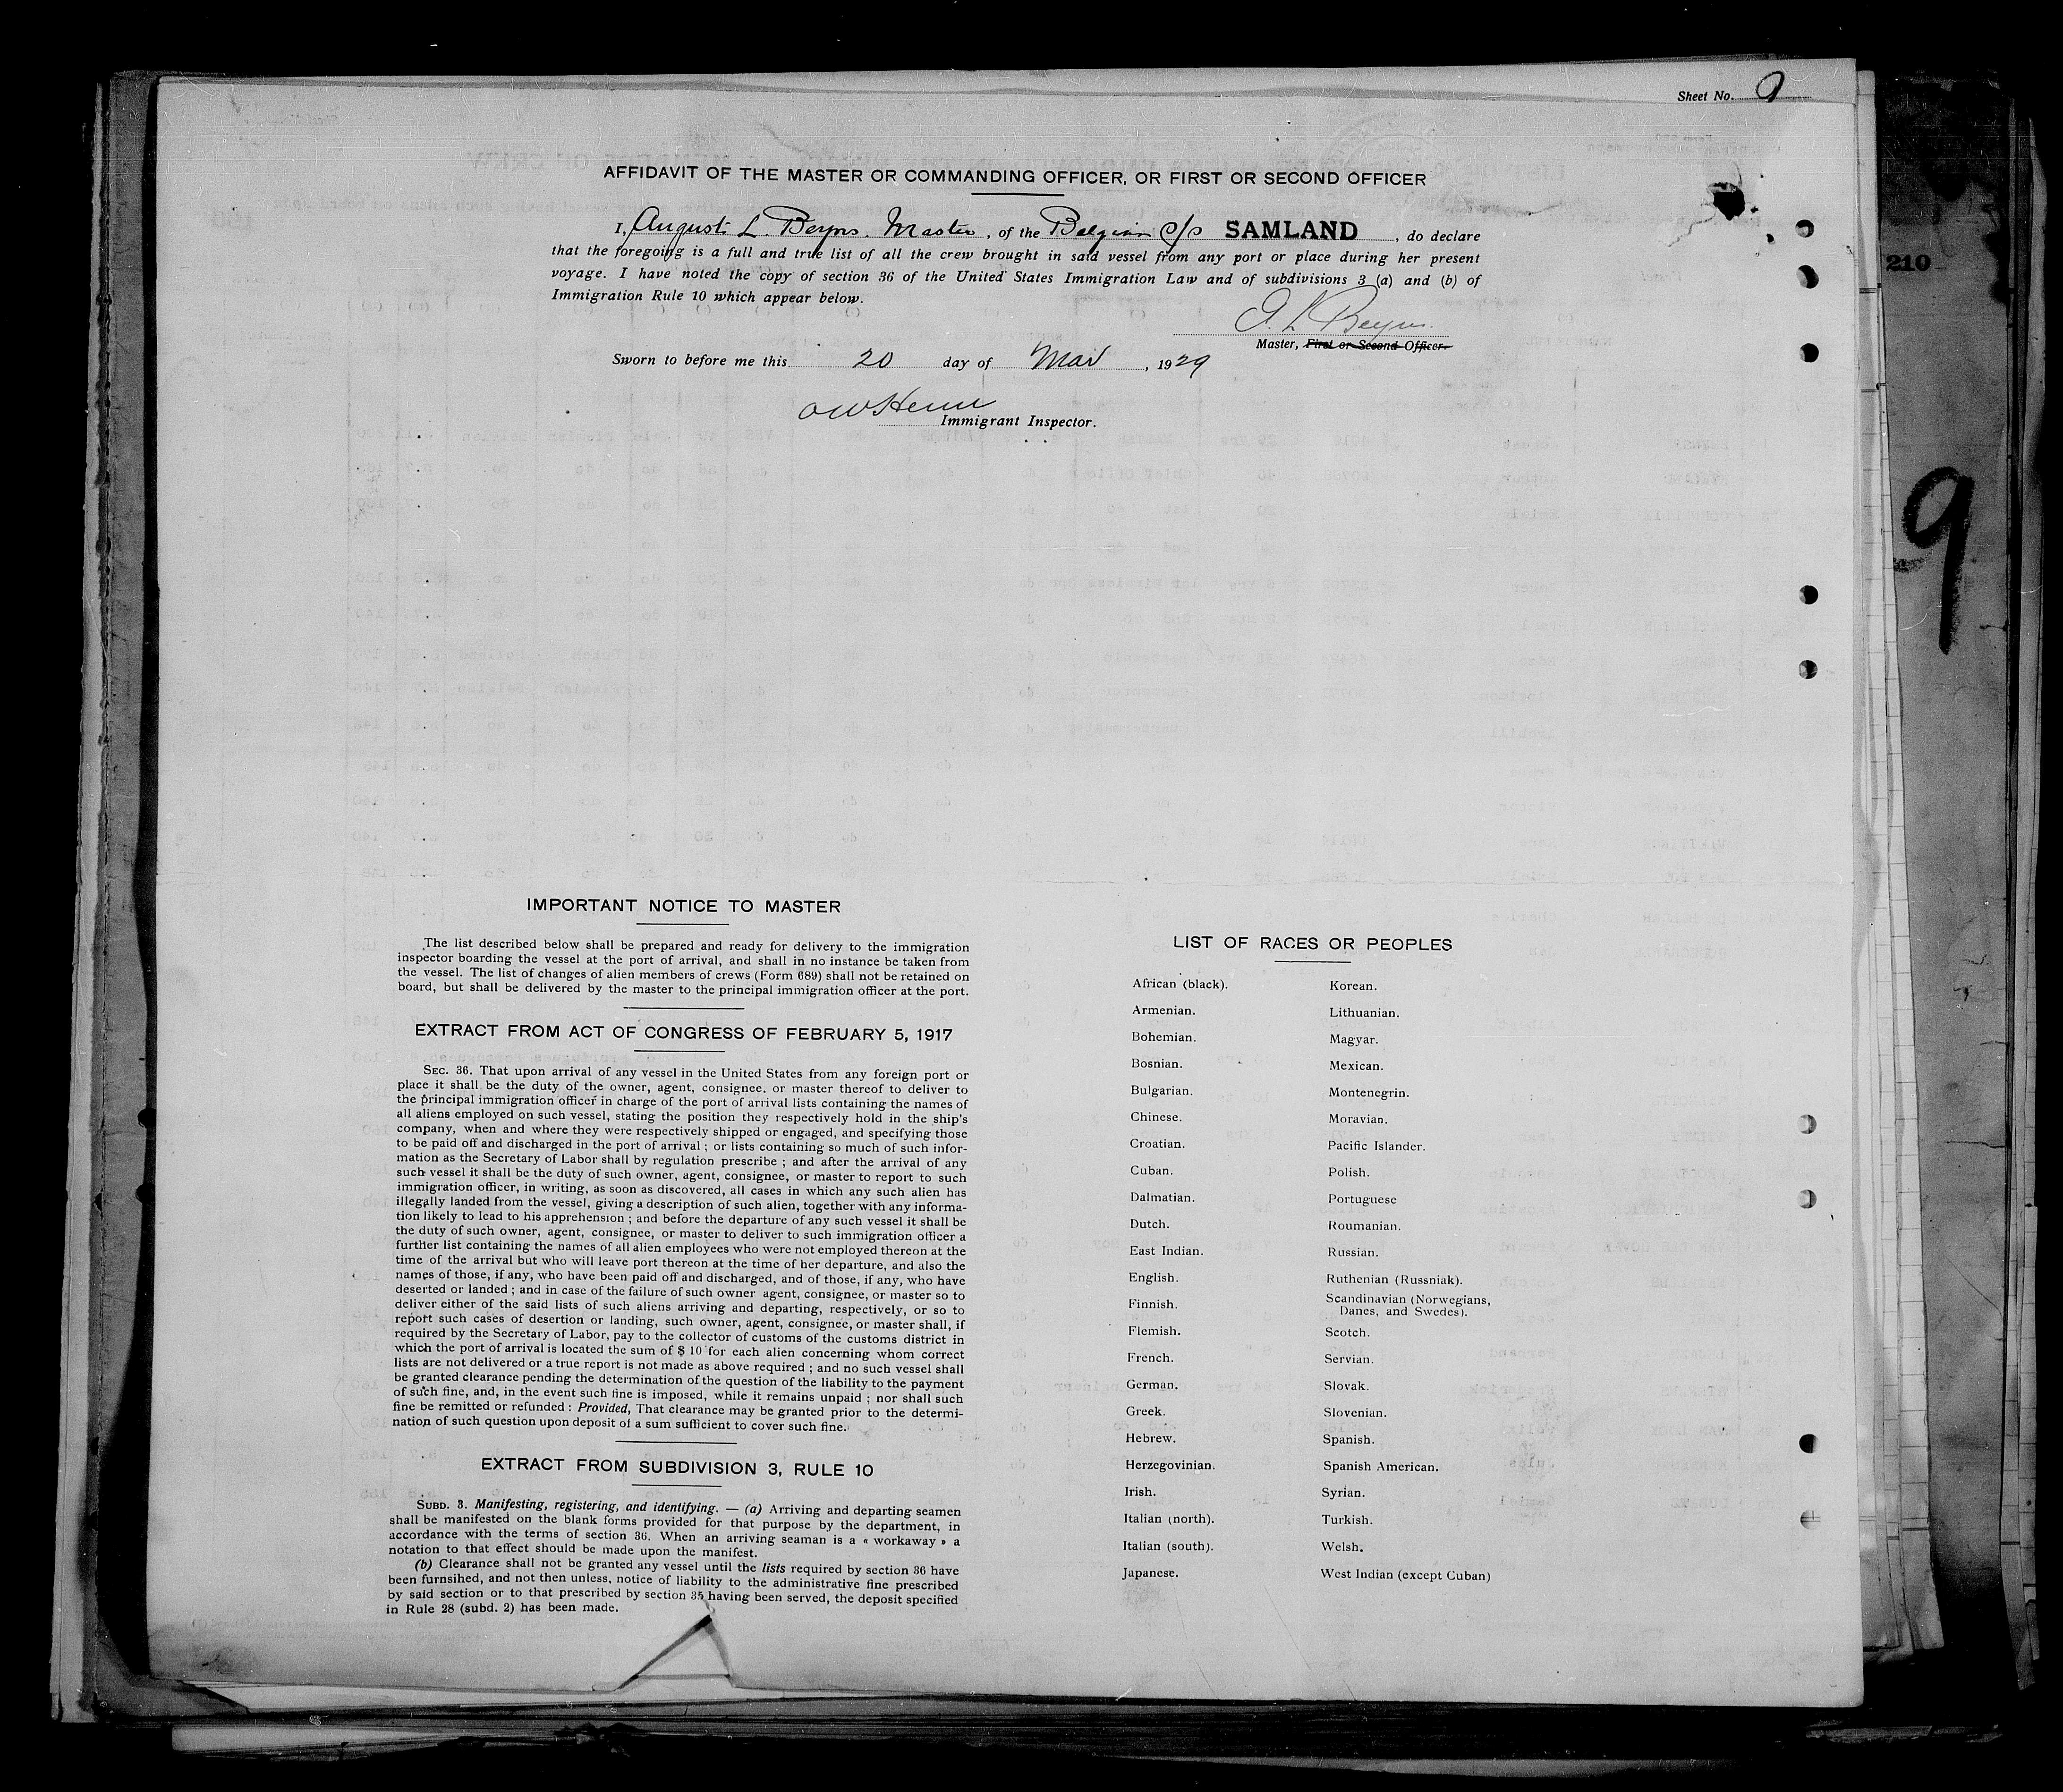 Sheet No. 9
AFFIDAVIT OF THE MASTER OR COMMANDING OFFICER, OR FIRST OR SECOND OFFICER
I, August L. Beyns. Master, of the Belgian s/s SAMLAND, do declare
that the foregoing is a full and true list of all the crew brought in said vessel from any port or place during her present
voyage. I have noted the copy of section 36 of the United States Immigration Law and of subdivisions 3 (a) and (b) of
Immigration Rule 10 which appear below.
A. L. Beyns.
Master, First or Second Officer.
Sworn to before me this 20 day of Mar, 1929
Immigrant Inspector.
210
9
IMPORTANT NOTICE TO MASTER
The list described below shall be prepared and ready for delivery to the immigration
inspector boarding the vessel at the port of arrival, and shall in no instance be taken from
the vessel. The list of changes of alien members of crews (Form 689) shall not be retained on
board, but shall be delivered by the master to the principal immigration officer at the port.
EXTRACT FROM ACT OF CONGRESS OF FEBRUARY 5, 1917
SEC. 36. That upon arrival of any vessel in the United States from any foreign port or
place it shall be the duty of the owner, agent, consignee, or master thereof to deliver to
the principal immigration officer in charge of the port of arrival lists containing the names of
all aliens employed on such vessel, stating the position they respectively hold in the ship's
company, when and where they were respectively shipped or engaged, and specifying those
to be paid off and discharged in the port of arrival ; or lists containing so much of such infor-
mation as the Secretary of Labor shall by regulation prescribe ; and after the arrival of any
such vessel it shall be the duty of such owner, agent, consignee, or master to report to such
immigration officer, in writing, as soon as discovered, all cases in which any such alien has
illegally landed from the vessel, giving a description of such alien, together with any informa-
tion likely to lead to his apprehension ; and before the departure of any such vessel it shall be
the duty of such owner, agent, consignee, or master to deliver to such immigration officer a
further list containing the names of all alien employees who were not employed thereon at the
time of the arrival but who will leave port thereon at the time of her departure, and also the
names of those, if any, who have been paid off and discharged, and of those, if any, who have
deserted or landed ; and in case of the failure of such owner agent, consignee, or master so to
deliver either of the said lists of such aliens arriving and departing, respectively, or so to
report such cases of desertion or landing, such owner, agent, consignee, or master shall, if
required by the Secretary of Labor, pay to the collector of customs of the customs district in
which the port of arrival is located the sum of $ 10 for each alien concerning whom correct
lists are not delivered or a true report is not made as above required ; and no such vessel shall
be granted clearance pending the determination of the question of the liability to the payment
of such fine, and, in the event such fine is imposed, while it remains unpaid ; nor shall such
fine be remitted or refunded : Provided, That clearance may be granted prior to the determi-
nation of such question upon deposit of a sum sufficient to cover such fine.
EXTRACT FROM SUBDIVISION 3, RULE 10
SUBD. 3. Manifesting, registering, and identifying. — (a) Arriving and departing seamen
shall be manifested on the blank forms provided for that purpose by the department, in
accordance with the terms of section 36. When an arriving seaman is a « workaway » a
notation to that effect should be made upon the manifest.
(b) Clearance shall not be granted any vessel until the lists required by section 36 have
been furnsihed, and not then unless, notice of liability to the administrative fine prescribed
by said section or to that prescribed by section 35 having been served, the deposit specified
in Rule 28 (subd. 2) has been made.
LIST OF RACES OR PEOPLES
African (black).
Armenian.
Bohemian.
Bosnian.
Bulgarian.
Chinese.
Croatian.
Cuban.
Dalmatian.
Dutch.
East Indian.
English.
Finnish.
Flemish.
French.
German.
Greek.
Hebrew.
Herzegovinian.
Irish.
Italian (north).
Italian (south).
Japanese.
Korean.
Lithuanian.
Magyar.
Mexican.
Montenegrin.
Moravian.
Pacific Islander.
Polish.
Portuguese
Roumanian.
Russian.
Ruthenian (Russniak).
Scandinavian (Norwegians,
Danes, and Swedes).
Scotch.
Servian.
Slovak.
Slovenian.
Spanish.
Spanish American.
Syrian.
Turkish.
Welsh.
West Indian (except Cuban)